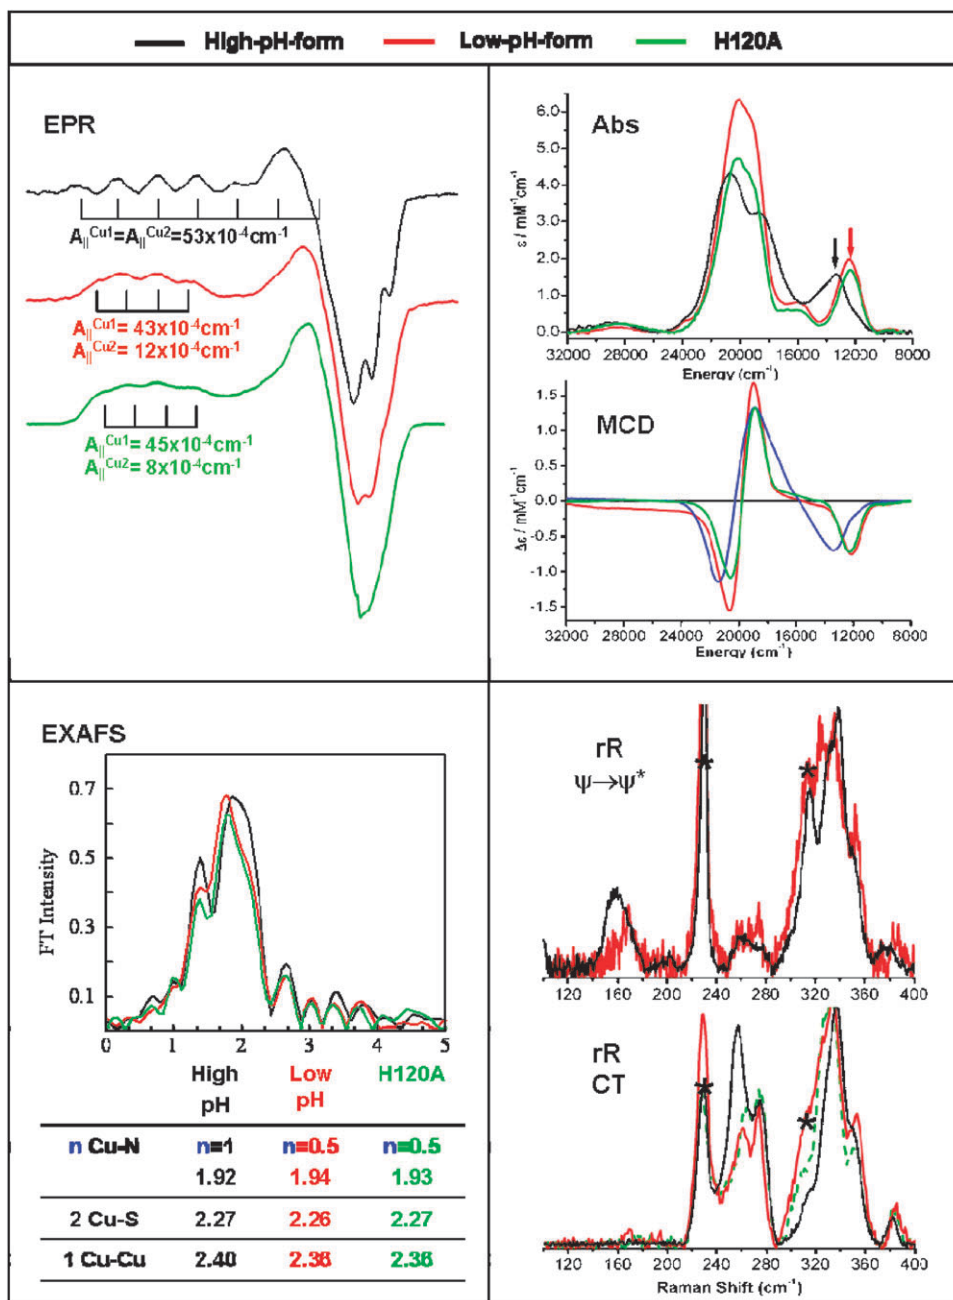 High-pH-form Low-pH-form H120A
EPR
A||^Cu1=A||^Cu2=53x10^-4cm^-1
A||^Cu1= 43x10^-4cm^-1
A||^Cu2= 12x10^-4cm^-1
A||^Cu1= 45x10^-4cm^-1
A||^Cu2= 8x10^-4cm^-1
Abs
ε / mM^-1cm^-1
6.0
5.0
4.0
3.0
2.0
1.0
0.0
32000 28000 24000 20000 16000 12000 8000
Energy (cm^-1)
MCD
Δε / mM^-1cm^-1
1.5
1.0
0.5
0.0
-0.5
-1.0
-1.5
32000 28000 24000 20000 16000 12000 8000
Energy (cm^-1)
EXAFS
FT Intensity
0.7
0.5
0.3
0.1
0 1 2 3 4 5
High pH Low pH H120A
n Cu-N n=1 n=0.5 n=0.5
1.92 1.94 1.93
2 Cu-S 2.27 2.26 2.27
1 Cu-Cu 2.40 2.36 2.36
rR
Ψ→Ψ*
*
*
120 160 200 240 280 320 360 400
rR
CT
*
*
120 160 200 240 280 320 360 400
Raman Shift (cm^-1)